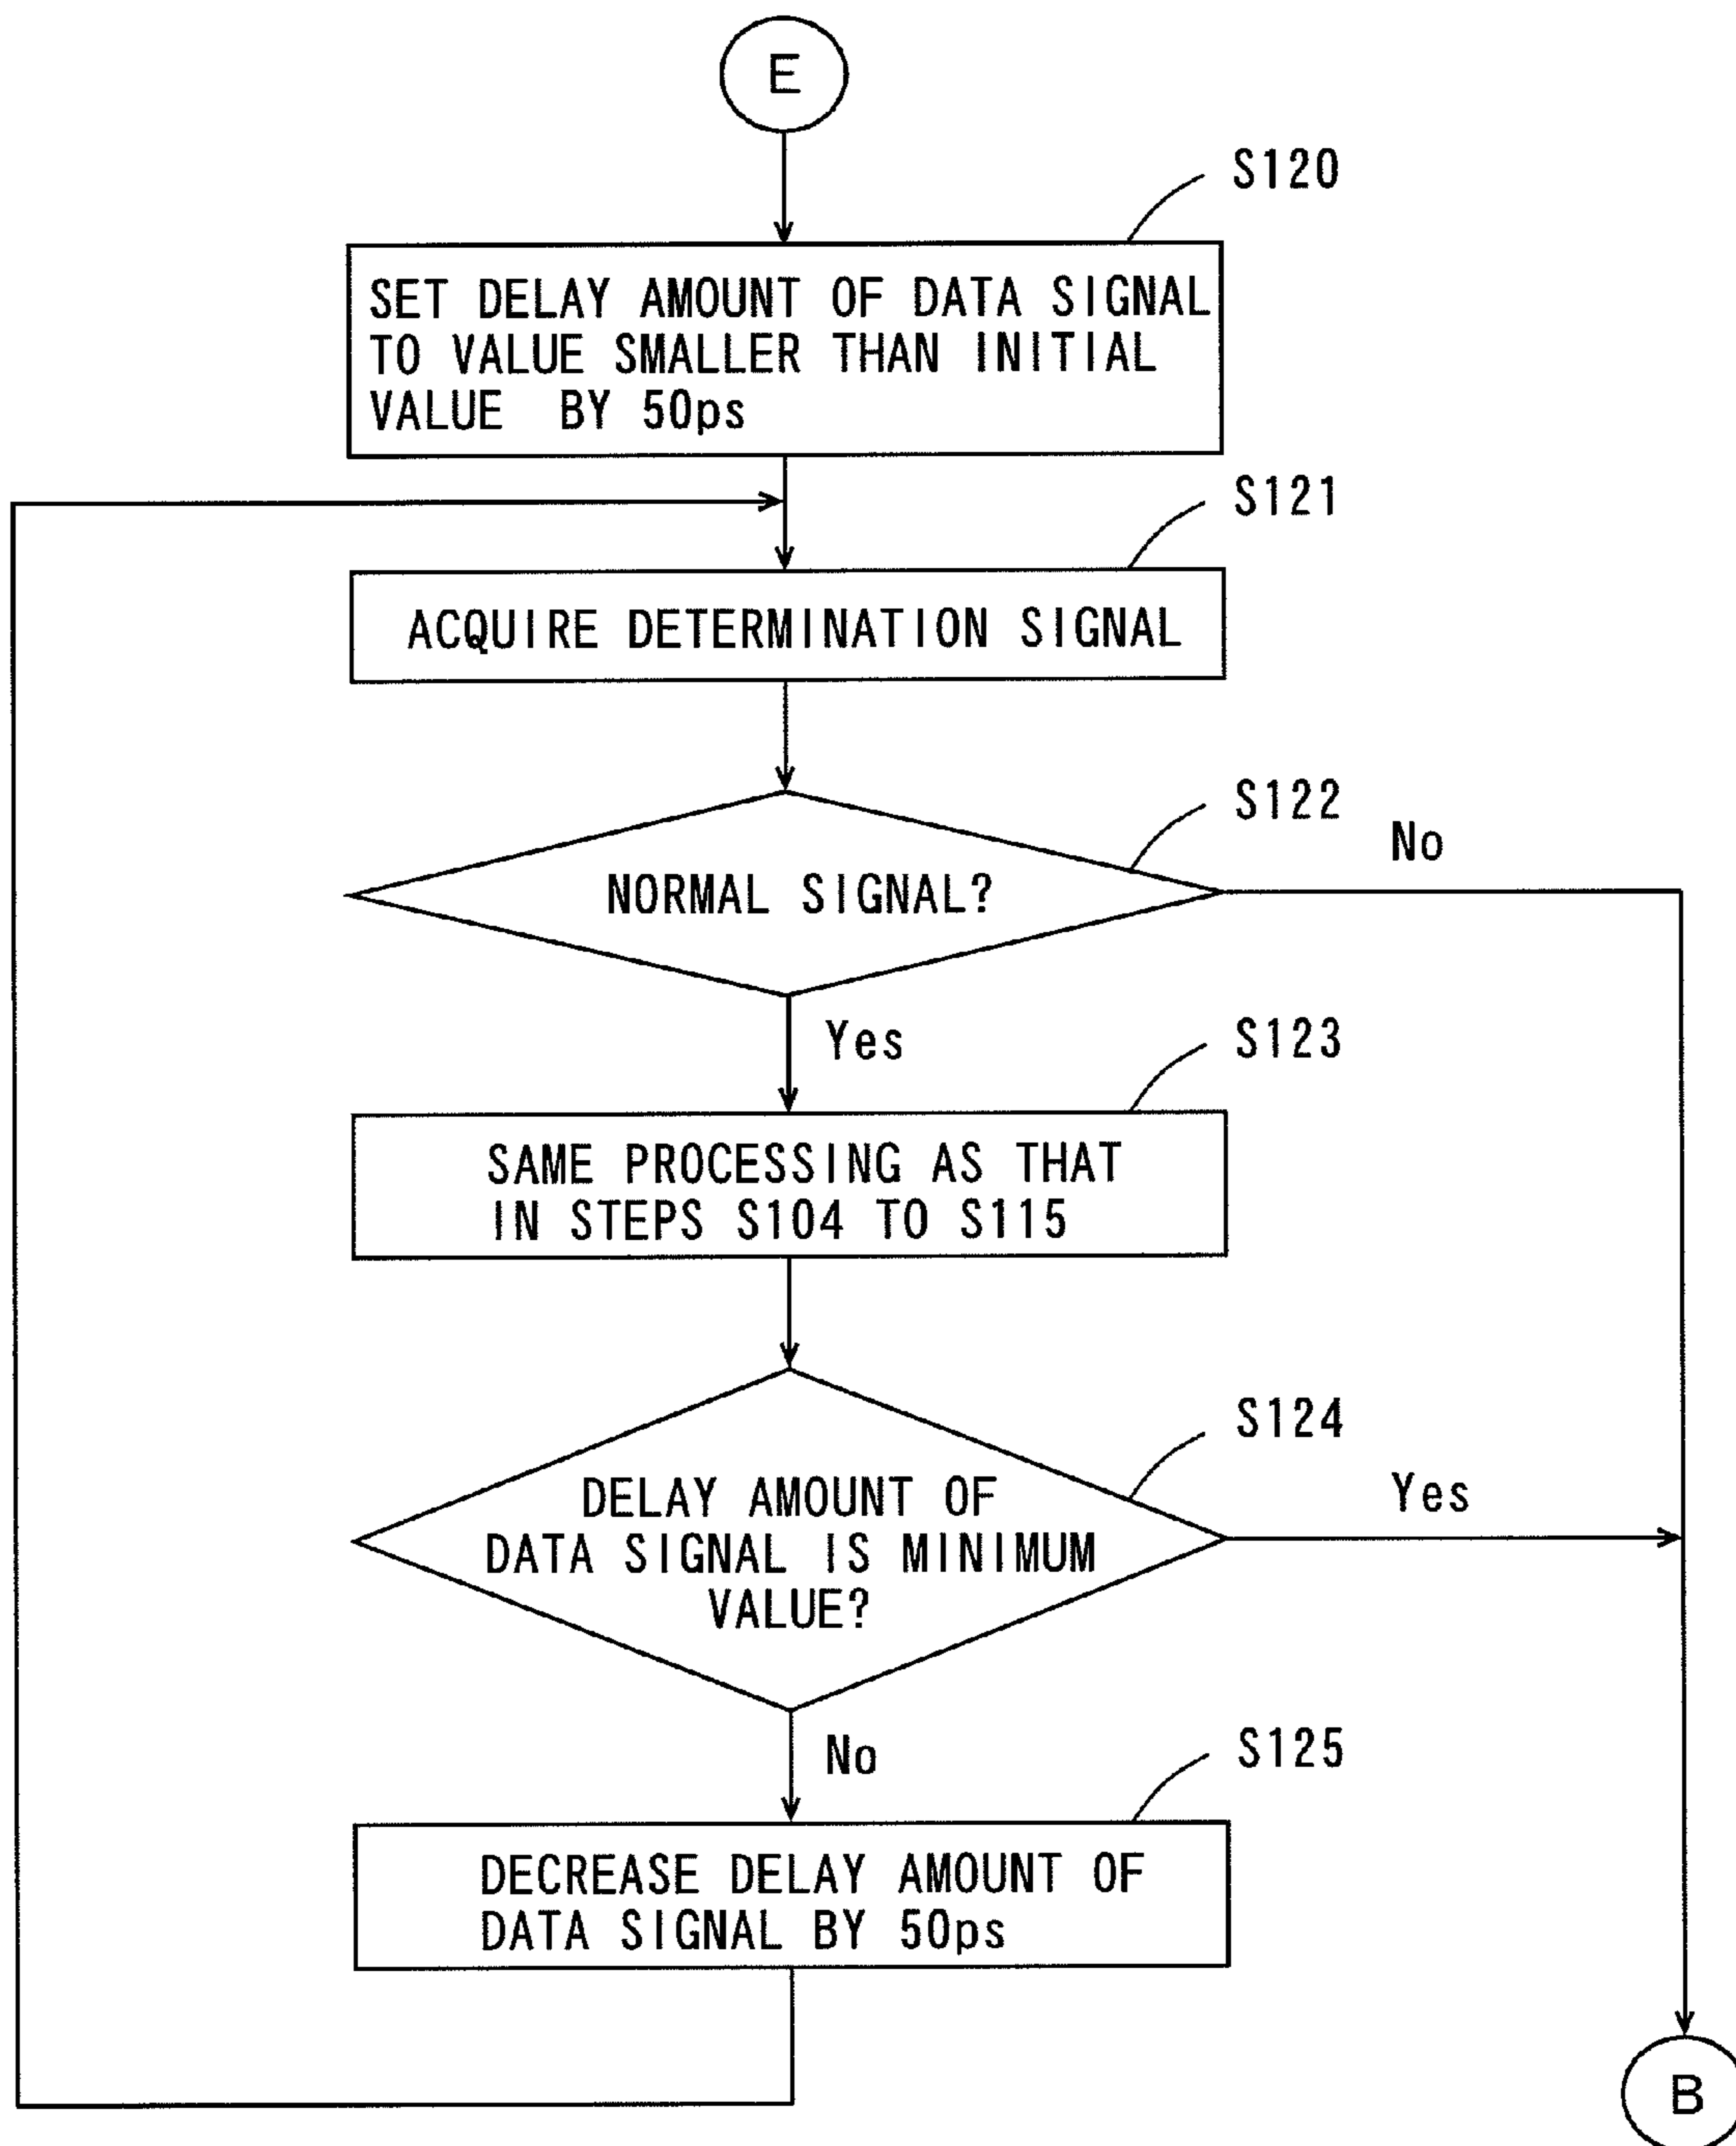 E
S120
SET DELAY AMOUNT OF DATA SIGNAL
TO VALUE SMALLER THAN INITIAL
VALUE BY 50ps
S121
ACQUIRE DETERMINATION SIGNAL
S122
No
NORMAL SIGNAL?
Yes
S123
SAME PROCESSING AS THAT
IN STEPS S104 TO S115
S124
Yes
DELAY AMOUNT OF
DATA SIGNAL IS MINIMUM
VALUE?
No
S125
DECREASE DELAY AMOUNT OF
DATA SIGNAL BY 50ps
B